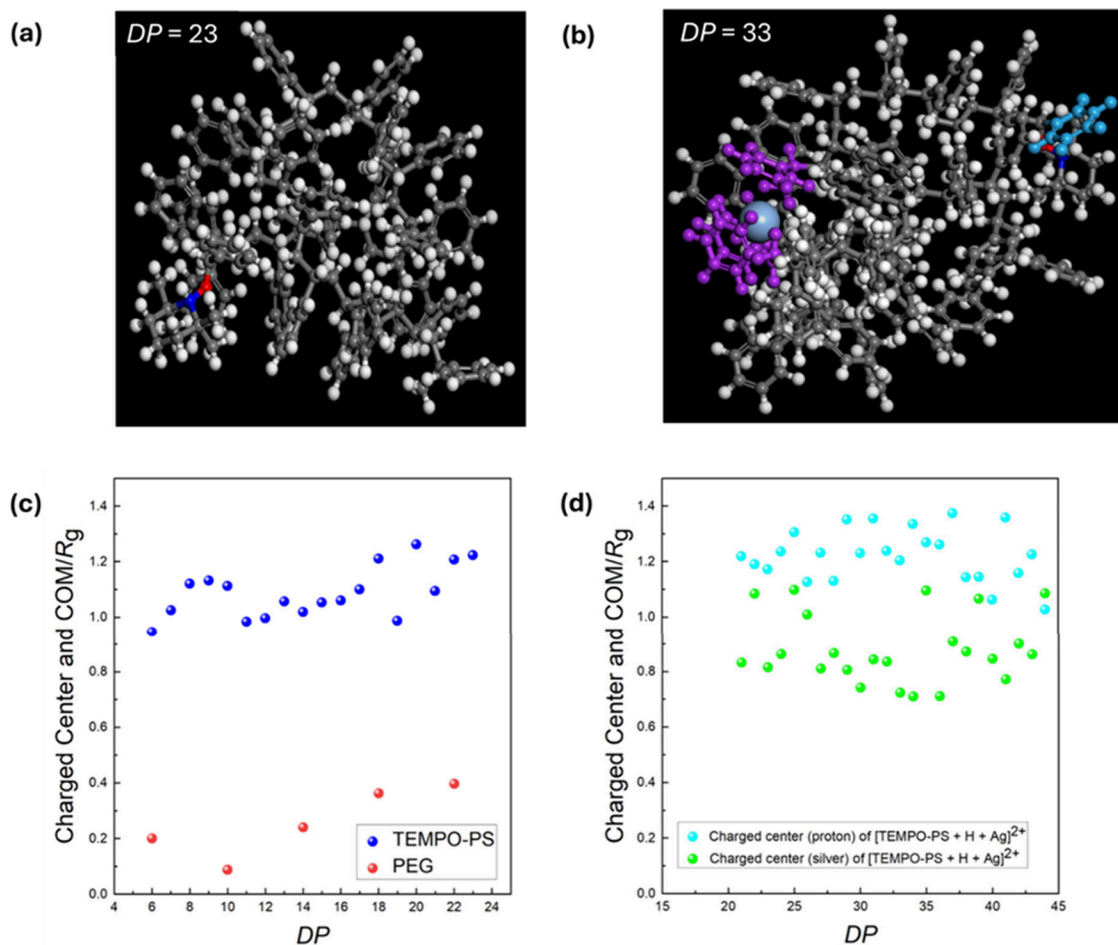 (a)
DP = 23
(b)
DP = 33
(c)
Charged Center and COM/Rg
1.4
1.2
1.0
0.8
0.6
0.4
0.2
0.0
4 6 8 10 12 14 16 18 20 22 24
DP
TEMPO-PS
PEG
(d)
Charged Center and COM/Rg
1.4
1.2
1.0
0.8
0.6
0.4
0.2
0.0
15 20 25 30 35 40 45
DP
Charged center (proton) of [TEMPO-PS + H + Ag]²⁺
Charged center (silver) of [TEMPO-PS + H + Ag]²⁺